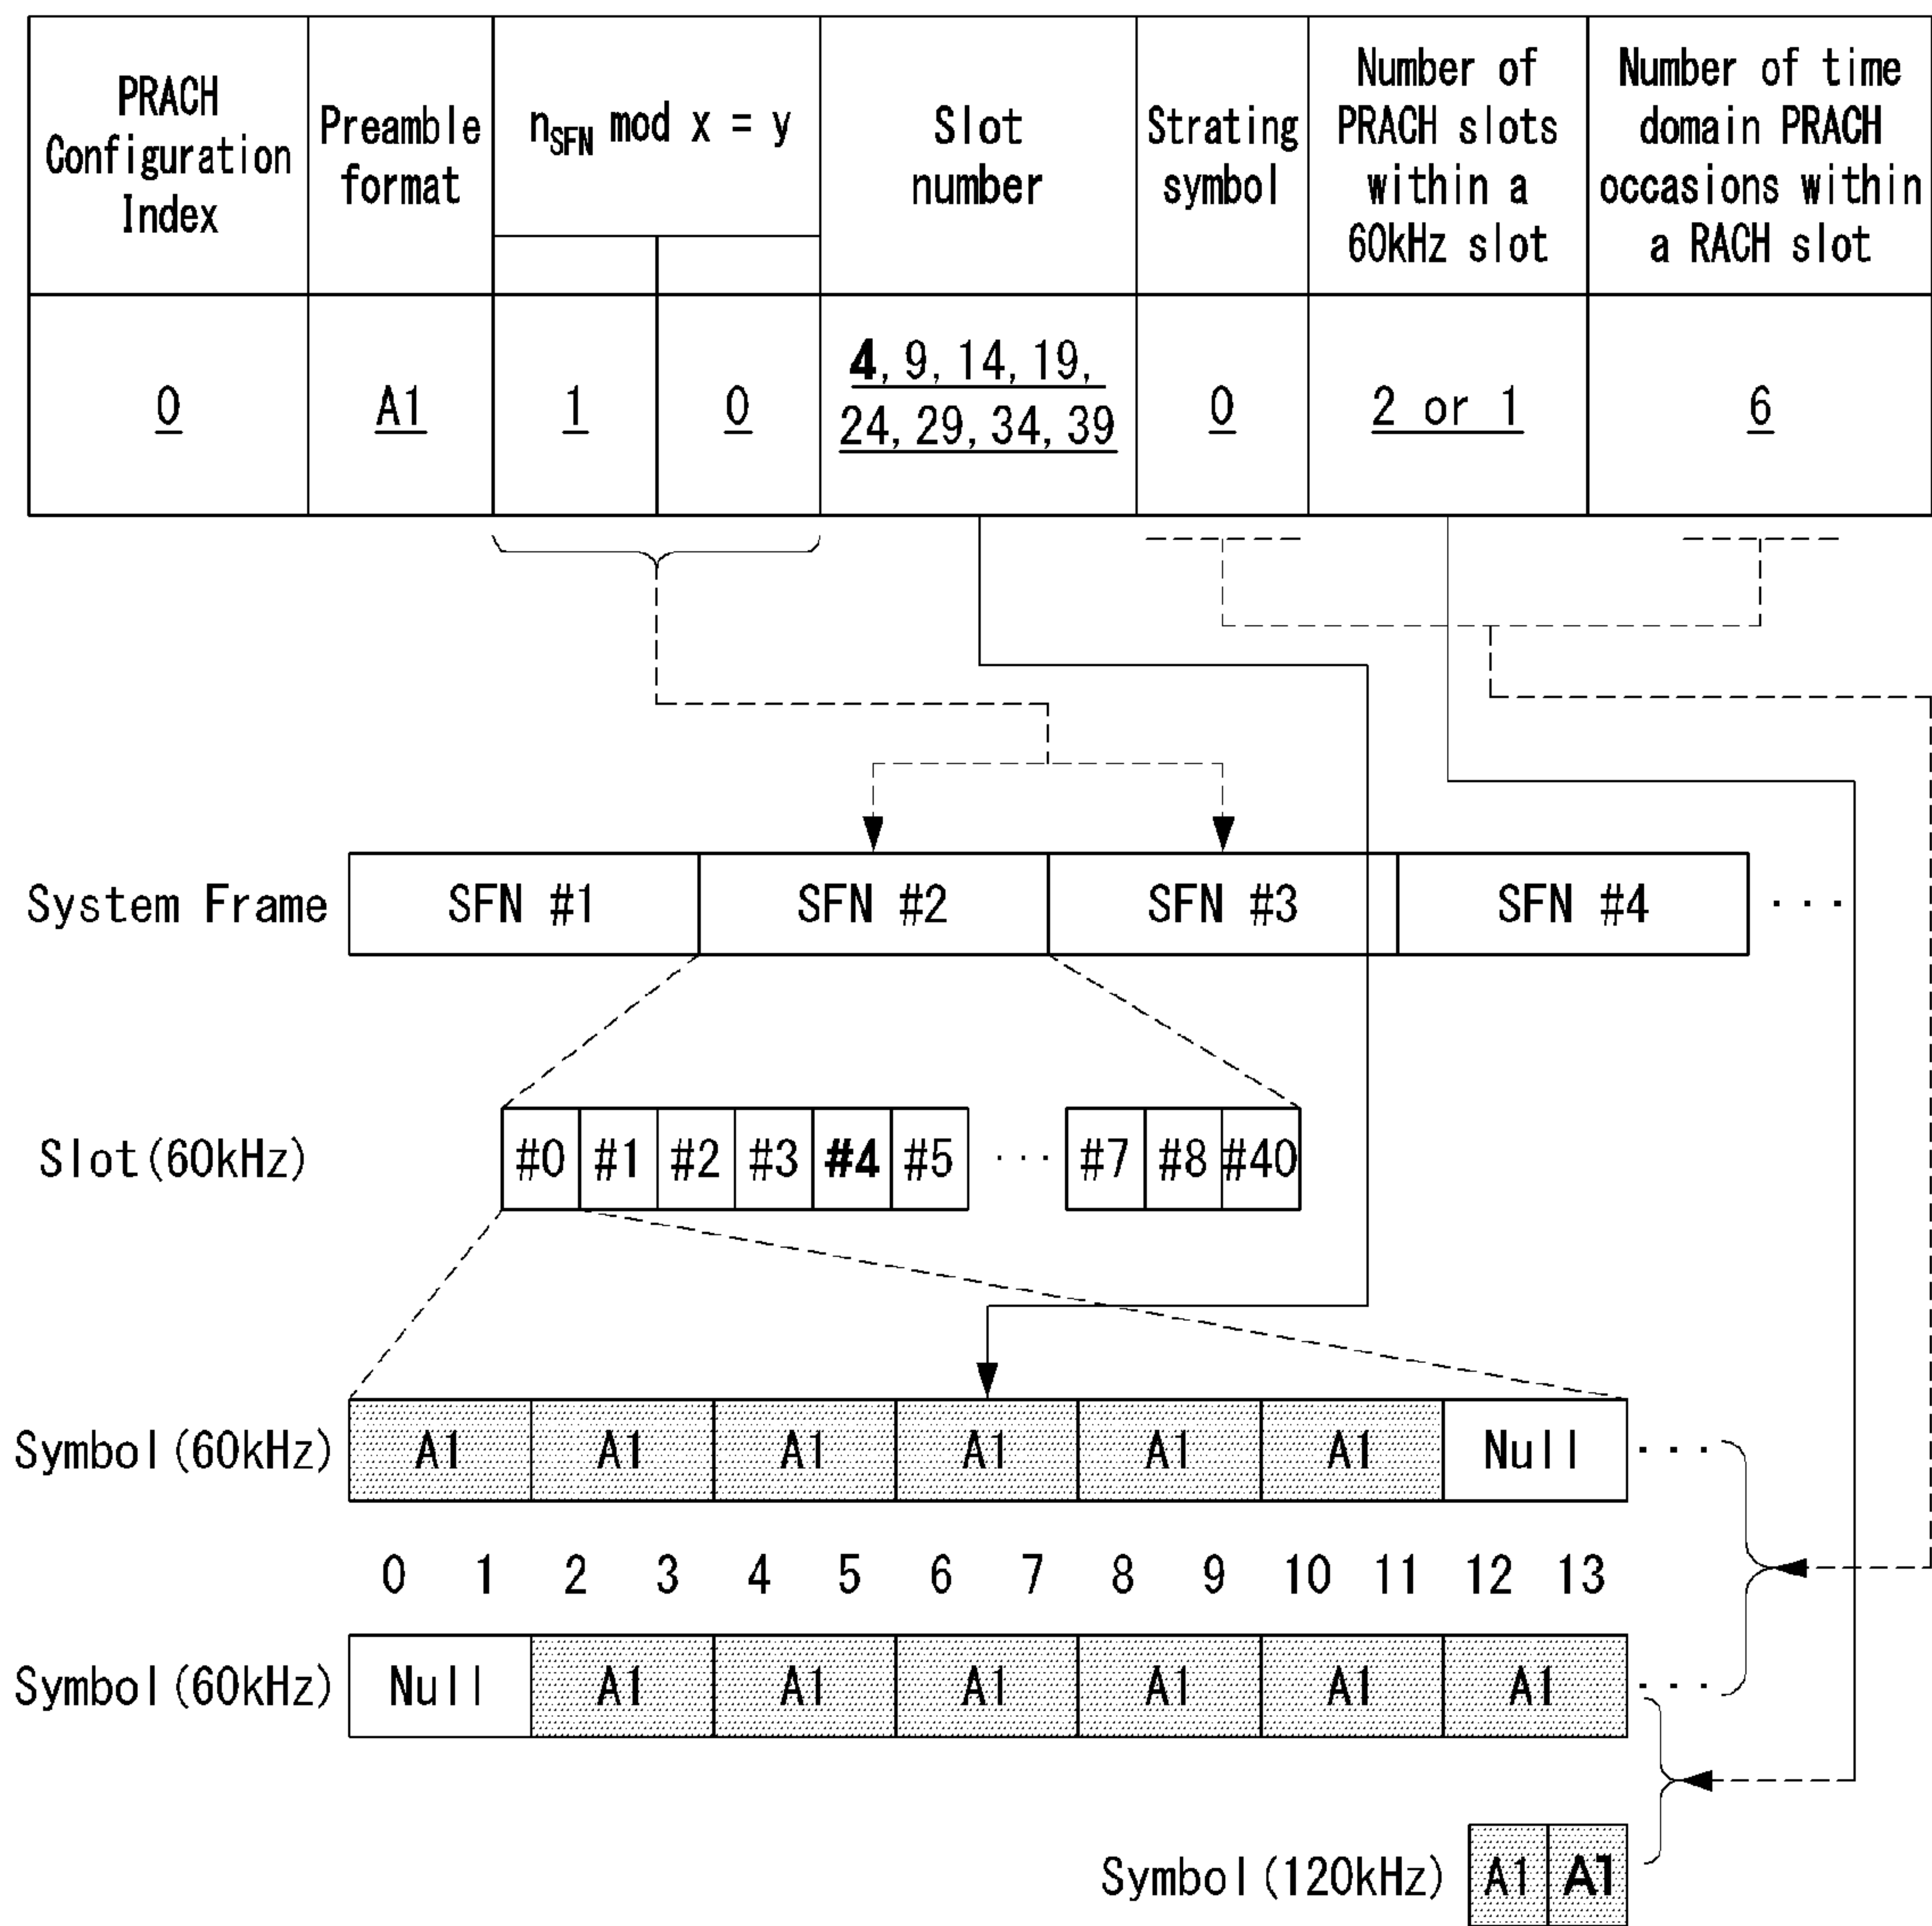 PRACH
Configuration
Index
Preamble
format
n_SFN mod x = y
Slot
number
Strating
symbol
Number of
PRACH slots
within a
60kHz slot
Number of time
domain PRACH
occasions within
a RACH slot
0
A1
1
0
4, 9, 14, 19,
24, 29, 34, 39
0
2 or 1
6
System Frame SFN #1 SFN #2 SFN #3 SFN #4 ...
Slot(60kHz) #0 #1 #2 #3 #4 #5 ... #7 #8 #40
Symbol(60kHz) A1 A1 A1 A1 A1 A1 Null ...
0 1 2 3 4 5 6 7 8 9 10 11 12 13
Symbol(60kHz) Null A1 A1 A1 A1 A1 A1 ...
Symbol(120kHz) A1 A1